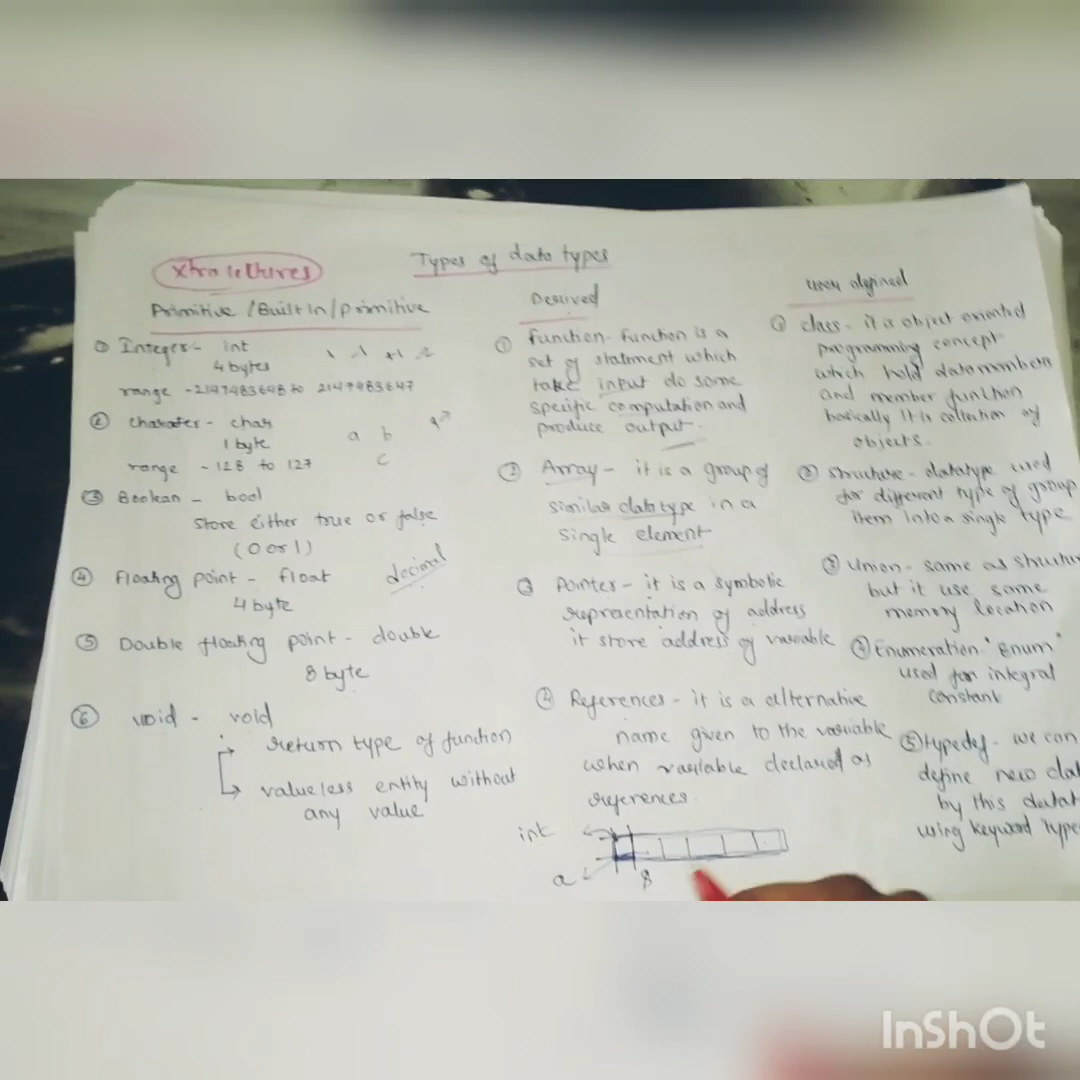 Xtra lectures
Types of data types
Primitive / Built In / primitive
① Integer - int
4 bytes
range -2147483648 to 2147483647
② charater - char
1 byte
a b
c
range -128 to 127
③ Boolean - bool
store either true or false
(0 or 1)
④ Floating point - float
decimal
4 byte
⑤ Double floating point - double
8 byte
⑥ void - void
return type of function
valueless entity without
any value
Derived
① function - function is a
set of statment which
take input do some
specific computation and
produce output.
② Array - it is a group of
similar data type in a
single element
③ Pointer - it is a symbolic
representation of address
it store address of variable
④ References - it is a alternative
name given to the variable
when variable declared as
references.
int
a
user defined
① class - it is object oriented
programming concept
which hold datamembers
and member function
basically it is collection of
objects.
② Structure - datatype used
for different type of group
item into a single type
③ Union - same as structur
but it use same
memory location
④ Enumeration - "Enum"
used for integral
constant
⑤ typedef - we can
define new dat
by this datat
using keyword type
InShOt